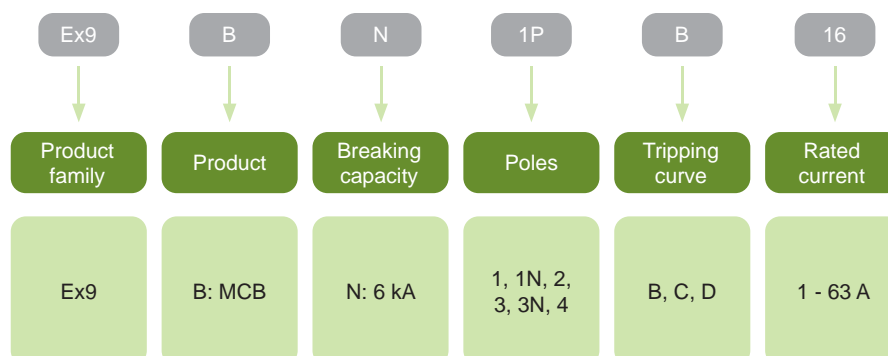 Ex9
B
N
1P
B
16
Product
family
Product
Breaking
capacity
Poles
Tripping
curve
Rated
current
Ex9
B: MCB
N: 6 kA
1, 1N, 2,
3, 3N, 4
B, C, D
1 - 63 A